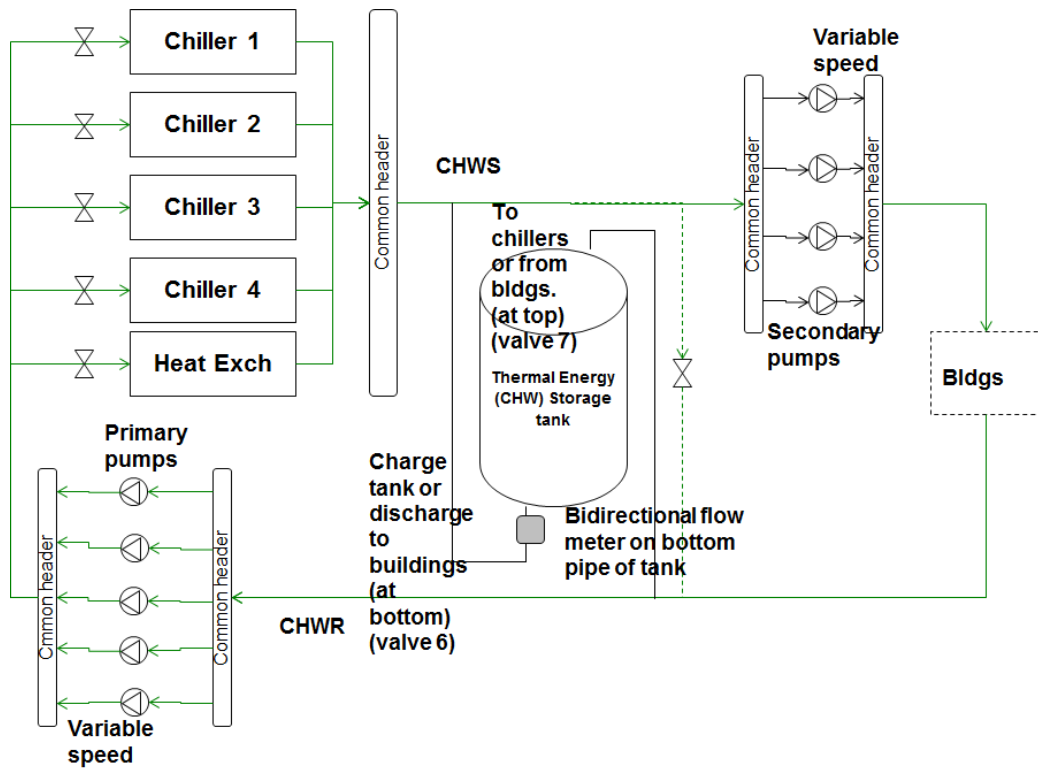 Chiller 1
Chiller 2
Chiller 3
Chiller 4
Heat Exch
Common header
CHWS
To
chillers
or from
bldgs.
(at top)
(valve 7)
Thermal Energy
(CHW) Storage
tank
Variable
speed
Common header
Common header
Secondary
pumps
Bldgs
Primary
pumps
Cmmon header
Common header
Variable
speed
CHWR
Charge
tank or
discharge
to
buildings
(at
bottom)
(valve 6)
Bidirectional flow
meter on bottom
pipe of tank